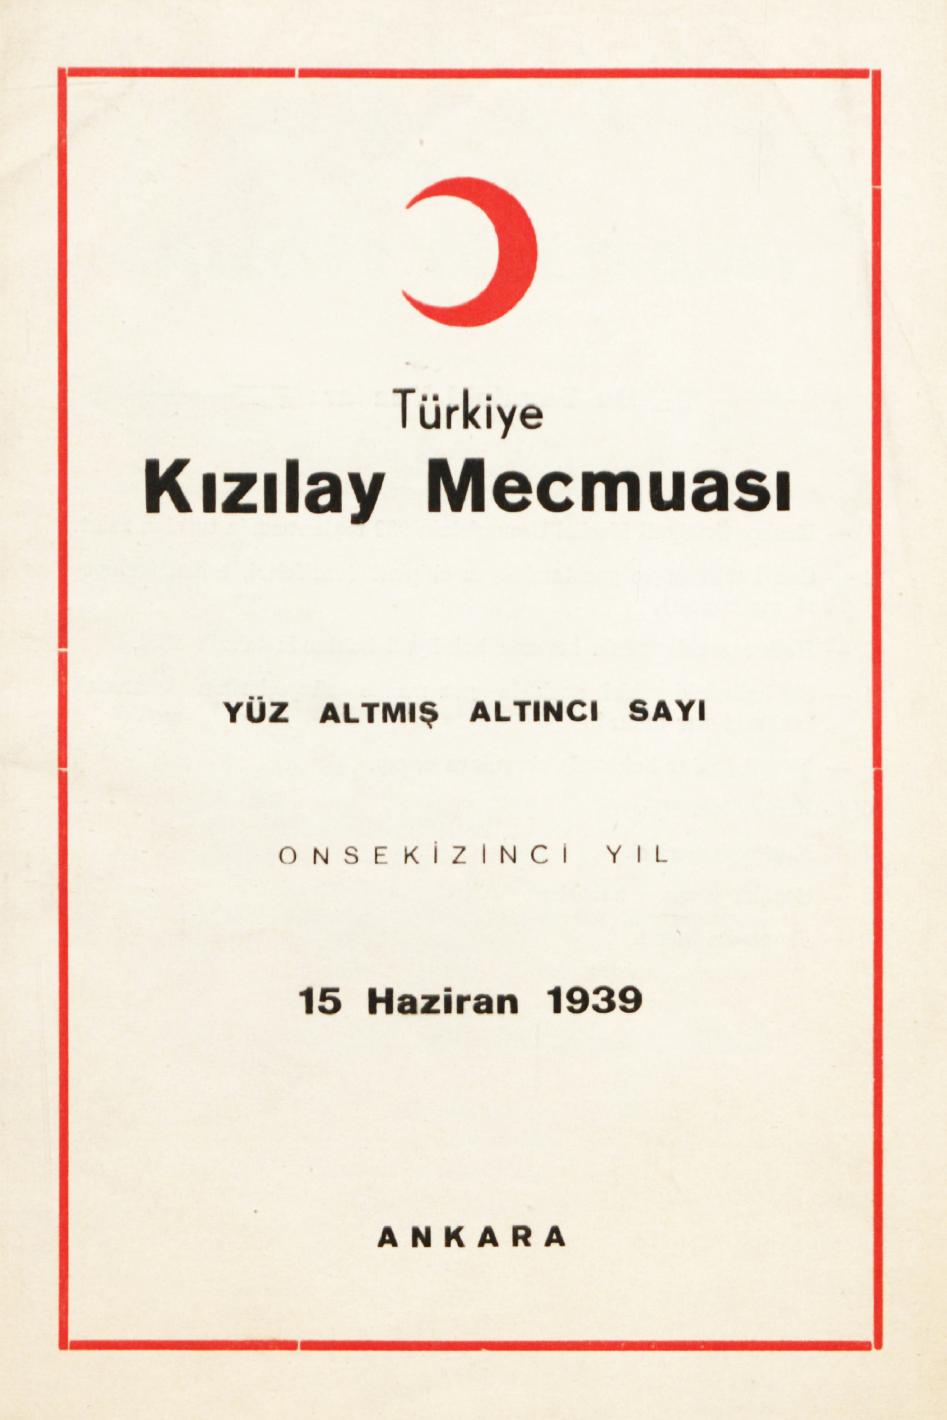 Türkiye
Kızılay Mecmuası
YÜZ ALTMIŞ ALTINCI SAYI
ONSEKİZİNCİ YIL
15 Haziran 1939
ANKARA